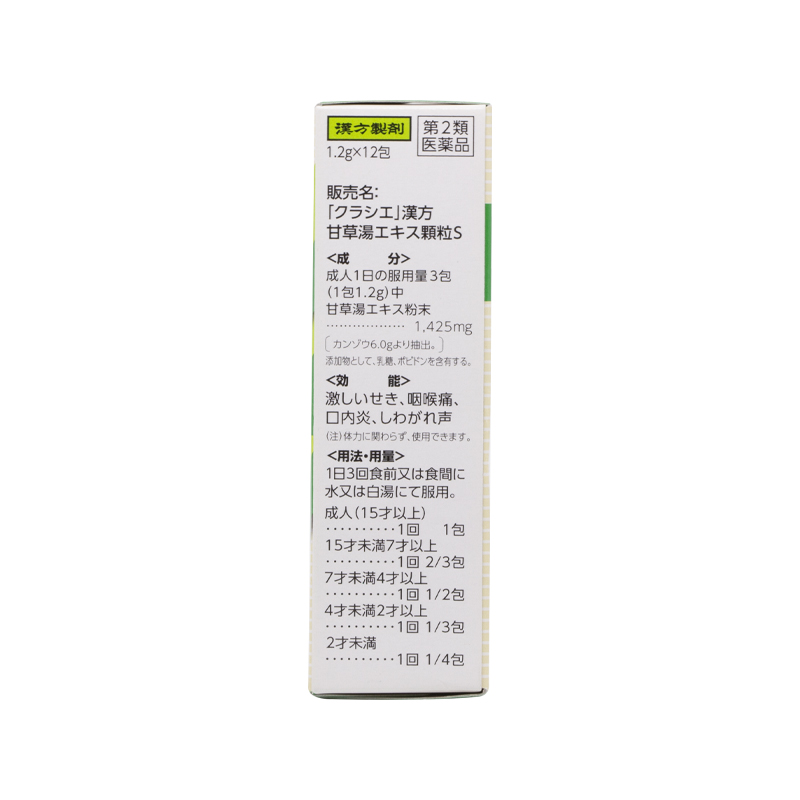 漢方製剤
第2類
医薬品
1.2g×12包
販売名:
「クラシエ」漢方
甘草湯エキス顆粒S
<成　分>
成人1日の服用量3包
(1包1.2g)中
甘草湯エキス粉末
………………… 1,425mg
〔カンゾウ6.0gより抽出。〕
添加物として、乳糖、ポビドンを含有する。
<効　能>
激しいせき、咽喉痛、
口内炎、しわがれ声
(注)体力に関わらず、使用できます。
<用法・用量>
1日3回食前又は食間に
水又は白湯にて服用。
成人(15才以上)
‥‥‥‥‥1回　1包
15才未満7才以上
‥‥‥‥‥1回 2/3包
7才未満4才以上
‥‥‥‥‥1回 1/2包
4才未満2才以上
‥‥‥‥‥1回 1/3包
2才未満
‥‥‥‥‥1回 1/4包